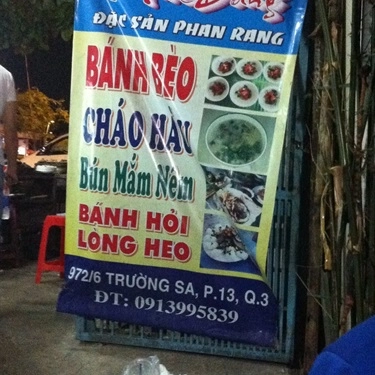 ĐẶC SẢN PHAN RANG
BÁNH BÈO
CHÁO HÀU
Bún Mắm Nêm
BÁNH HỎI
LÒNG HEO
972/6 TRƯỜNG SA, P.13, Q.3
ĐT: 0913995839